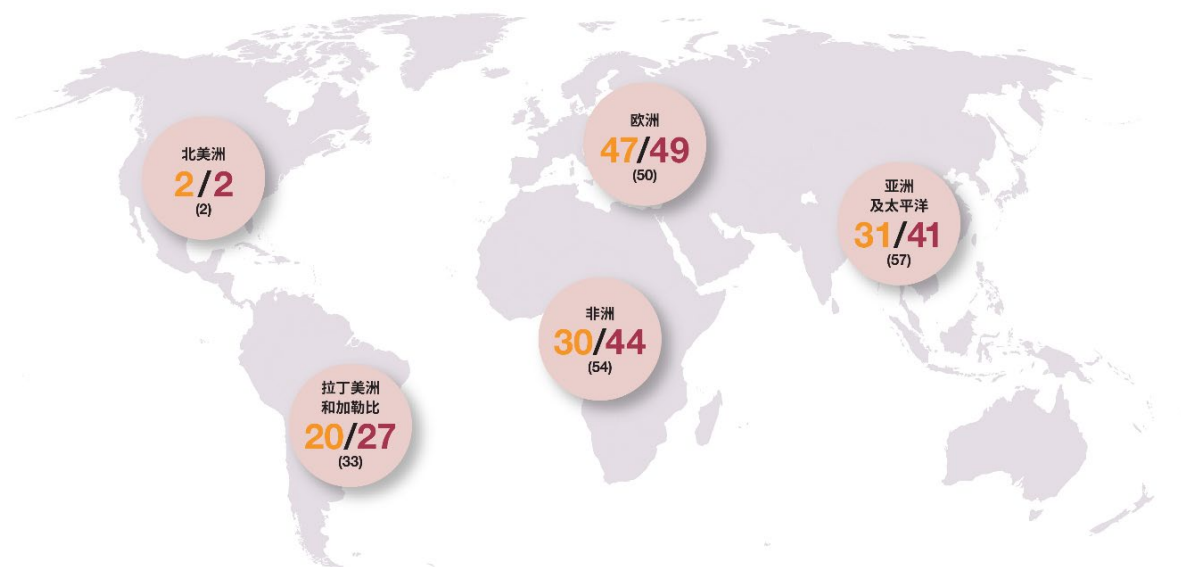 北美洲
2/2
(2)
欧洲
47/49
(50)
亚洲
及太平洋
31/41
(57)
非洲
30/44
(54)
拉丁美洲
和加勒比
20/27
(33)